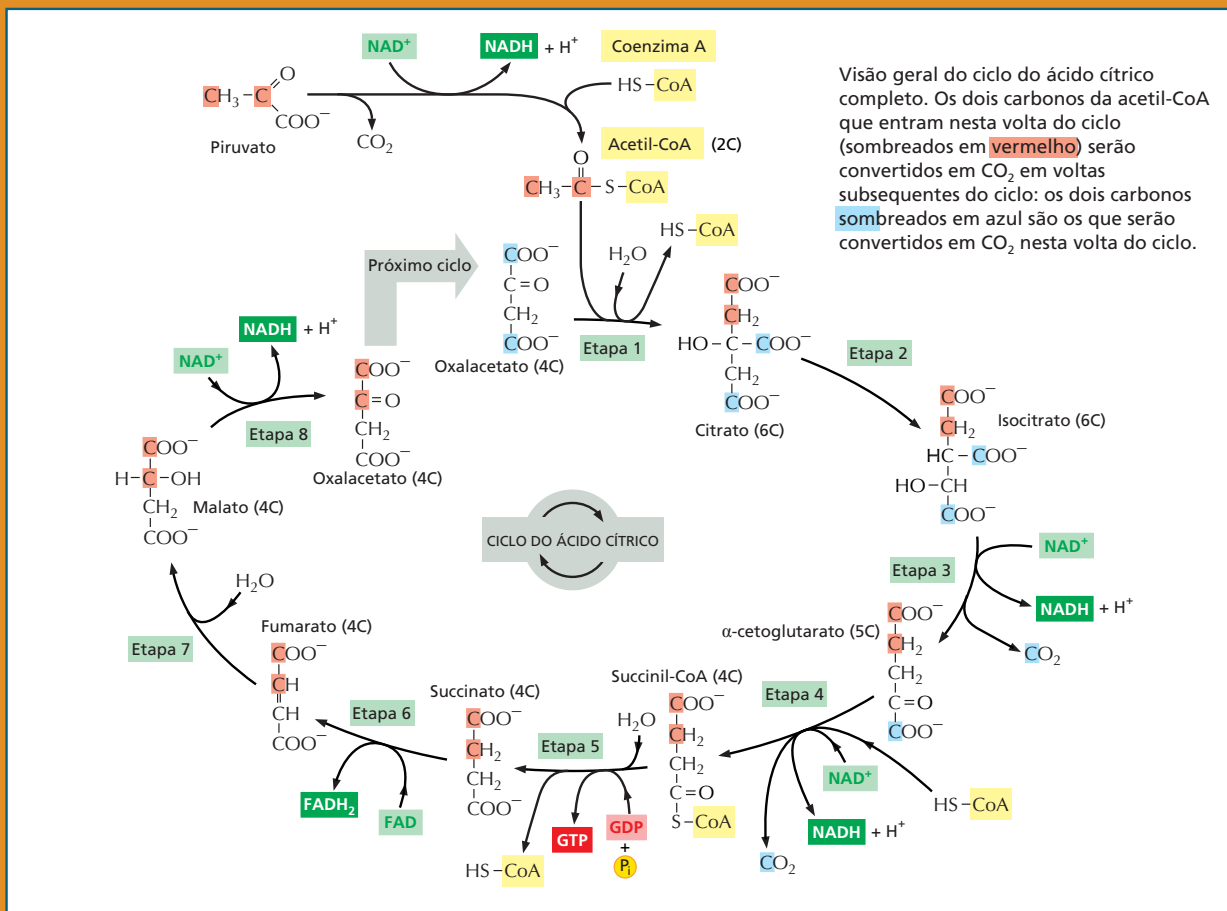 NAD⁺
NADH + H⁺
Coenzima A
HS–CoA
CH₃–C
O
COO⁻
Piruvato
CO₂
Acetil-CoA (2C)
O
CH₃–C–S–CoA
Visão geral do ciclo do ácido cítrico
completo. Os dois carbonos da acetil-CoA
que entram nesta volta do ciclo
(sombreados em vermelho) serão
convertidos em CO₂ em voltas
subsequentes do ciclo: os dois carbonos
sombreados em azul são os que serão
convertidos em CO₂ nesta volta do ciclo.
Próximo ciclo
COO⁻
C=O
CH₂
COO⁻
Oxalacetato (4C)
H₂O
HS–CoA
Etapa 1
COO⁻
CH₂
HO–C–COO⁻
CH₂
COO⁻
Citrato (6C)
Etapa 2
COO⁻
CH₂
HC–COO⁻
HO–CH
COO⁻
Isocitrato (6C)
Etapa 3
NAD⁺
NADH + H⁺
CO₂
α-cetoglutarato (5C)
COO⁻
CH₂
CH₂
C=O
COO⁻
Etapa 4
HS–CoA
NAD⁺
NADH + H⁺
CO₂
Succinil-CoA (4C)
COO⁻
CH₂
CH₂
C=O
S–CoA
Etapa 5
H₂O
GDP
+
Pᵢ
GTP
HS–CoA
Succinato (4C)
COO⁻
CH₂
CH₂
COO⁻
Etapa 6
FAD
FADH₂
Fumarato (4C)
COO⁻
CH
CH
COO⁻
Etapa 7
H₂O
COO⁻
H–C–OH
CH₂
COO⁻
Malato (4C)
Etapa 8
NAD⁺
NADH + H⁺
COO⁻
C=O
CH₂
COO⁻
Oxalacetato (4C)
CICLO DO ÁCIDO CÍTRICO